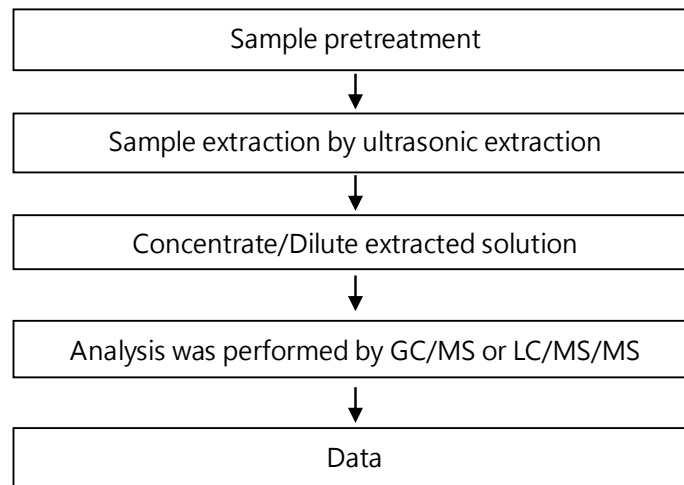 Sample pretreatment
Sample extraction by ultrasonic extraction
Concentrate/Dilute extracted solution
Analysis was performed by GC/MS or LC/MS/MS
Data